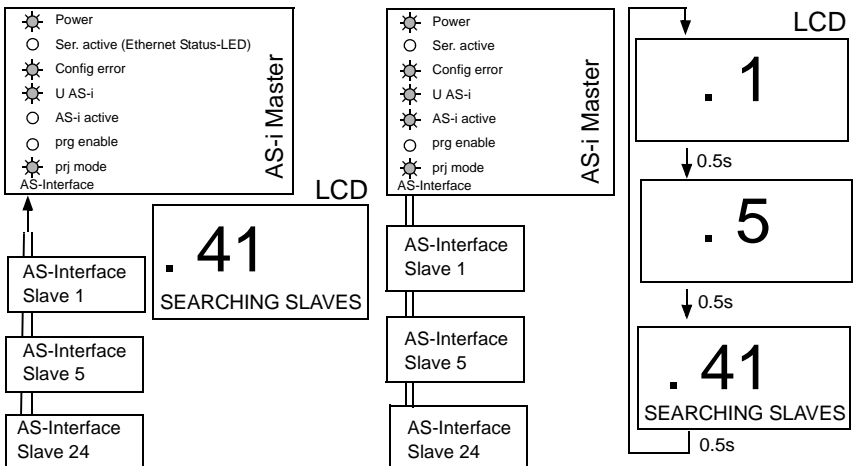 Power
Ser. active (Ethernet Status-LED)
Config error
U AS-i
AS-i active
prg enable
prj mode
AS-Interface
AS-i Master
LCD
. 41
SEARCHING SLAVES
AS-Interface
Slave 1
AS-Interface
Slave 5
AS-Interface
Slave 24
Power
Ser. active
Config error
U AS-i
AS-i active
prg enable
prj mode
AS-Interface
AS-i Master
AS-Interface
Slave 1
AS-Interface
Slave 5
AS-Interface
Slave 24
LCD
. 1
0.5s
. 5
0.5s
. 41
SEARCHING SLAVES
0.5s